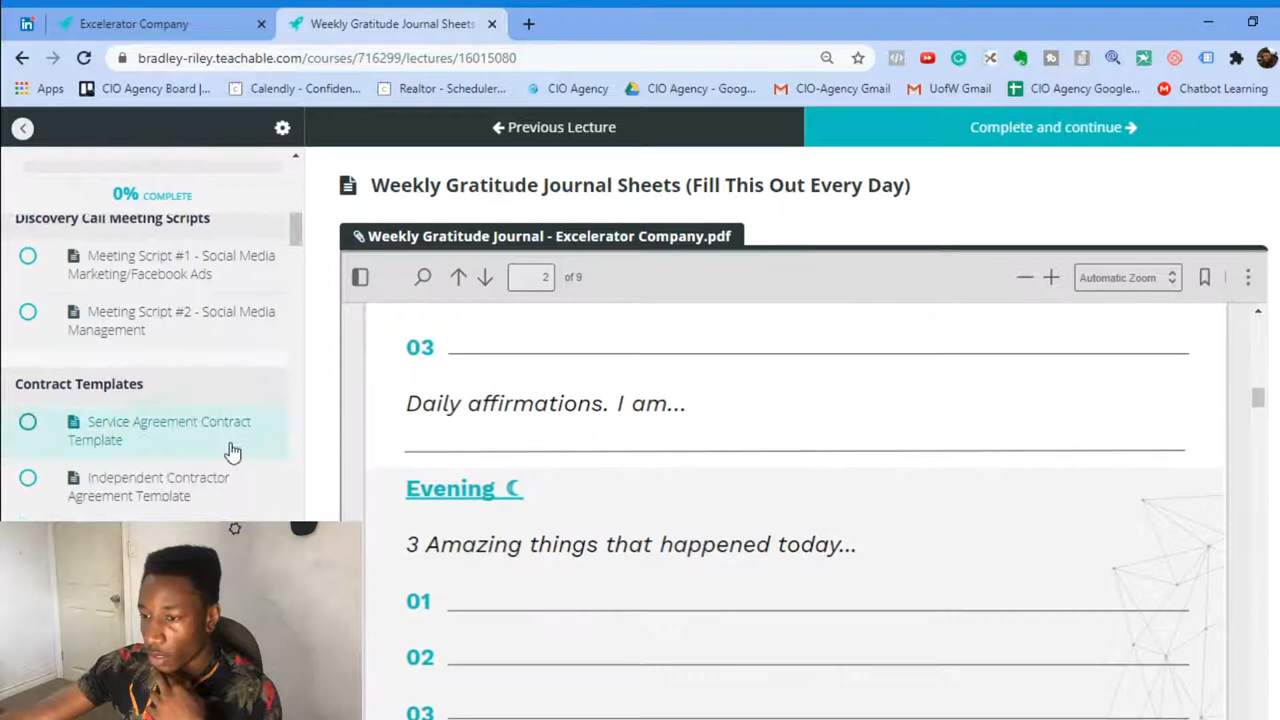 Excelerator Company
Weekly Gratitude Journal Sheets
bradley-riley.teachable.com/courses/716299/lectures/16015080
Apps
CIO Agency Board |...
Calendly - Confiden...
Realtor - Scheduler...
CIO Agency
CIO Agency - Goog...
CIO-Agency Gmail
UofW Gmail
CIO Agency Google...
Chatbot Learning
Previous Lecture
Complete and continue
0% COMPLETE
Discovery Call Meeting Scripts
Meeting Script #1 - Social Media
Marketing/Facebook Ads
Meeting Script #2 - Social Media
Management
Contract Templates
Service Agreement Contract
Template
Independent Contractor
Agreement Template
Weekly Gratitude Journal Sheets (Fill This Out Every Day)
Weekly Gratitude Journal - Excelerator Company.pdf
2 of 9
Automatic Zoom
03
Daily affirmations. I am...
Evening
3 Amazing things that happened today...
01
02
03